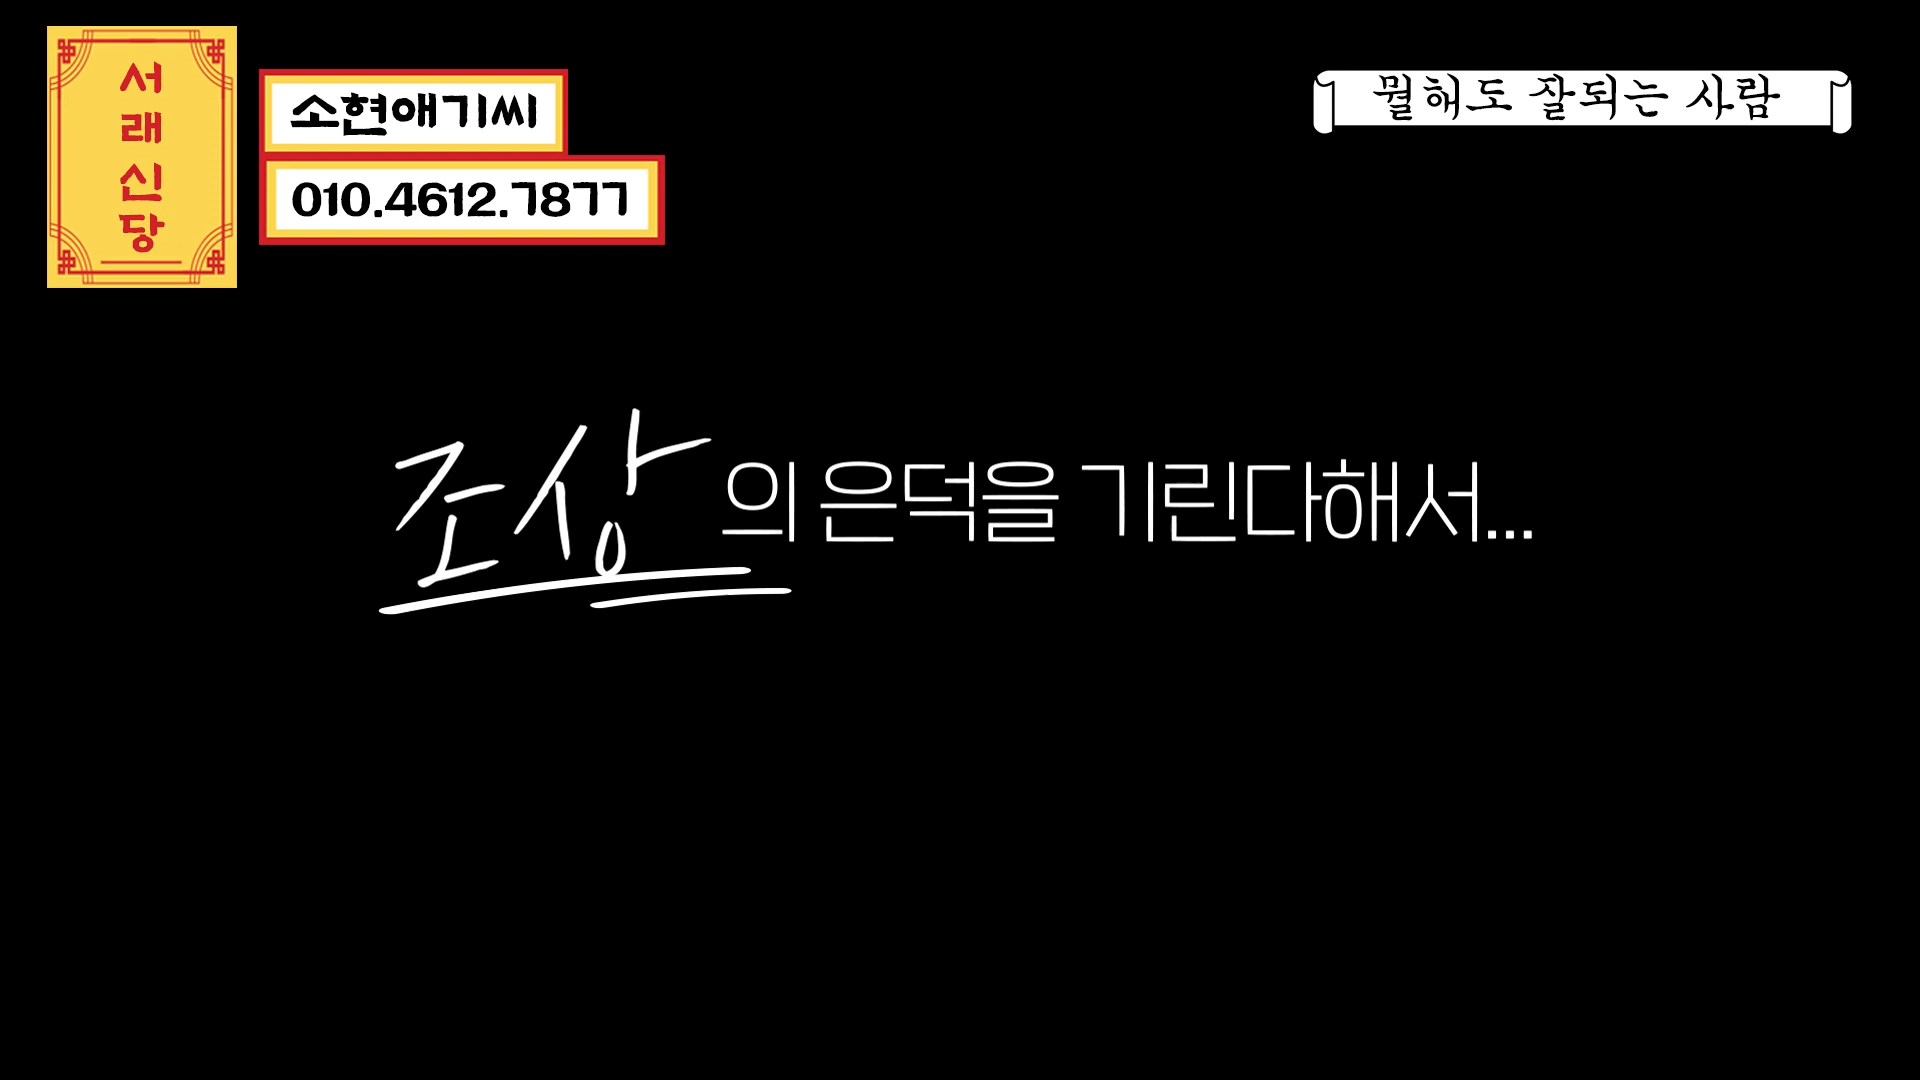 서래신당
소현애기씨
010.4612.7877
뭘해도 잘되는 사람
조상의 은덕을 기린다해서...